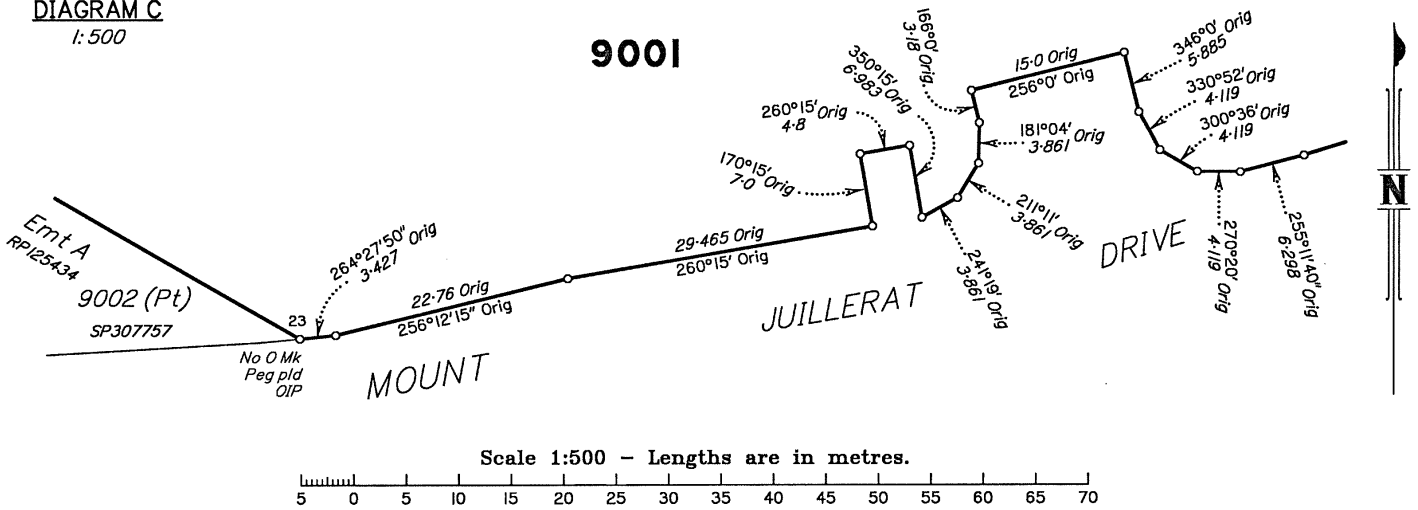 DIAGRAM C
1:500
9001
Emt A
RP125434
9002 (Pt)
SP307757
23
No O Mk
Peg pld
OIP
264°27'50" Orig
3·427
22·76 Orig
256°12'15" Orig
29·465 Orig
260°15' Orig
170°15' Orig
7·0
260°15' Orig
4·8
350°15' Orig
6·983
166°0' Orig
3·18
15·0 Orig
256°0' Orig
181°04' Orig
3·861
211°11' Orig
3·861
241°19' Orig
3·861
346°0' Orig
5·885
330°52' Orig
4·119
300°36' Orig
4·119
270°20' Orig
4·119
255°11'40" Orig
6·298
MOUNT JUILLERAT DRIVE
N
Scale 1:500 – Lengths are in metres.
5 0 5 10 15 20 25 30 35 40 45 50 55 60 65 70